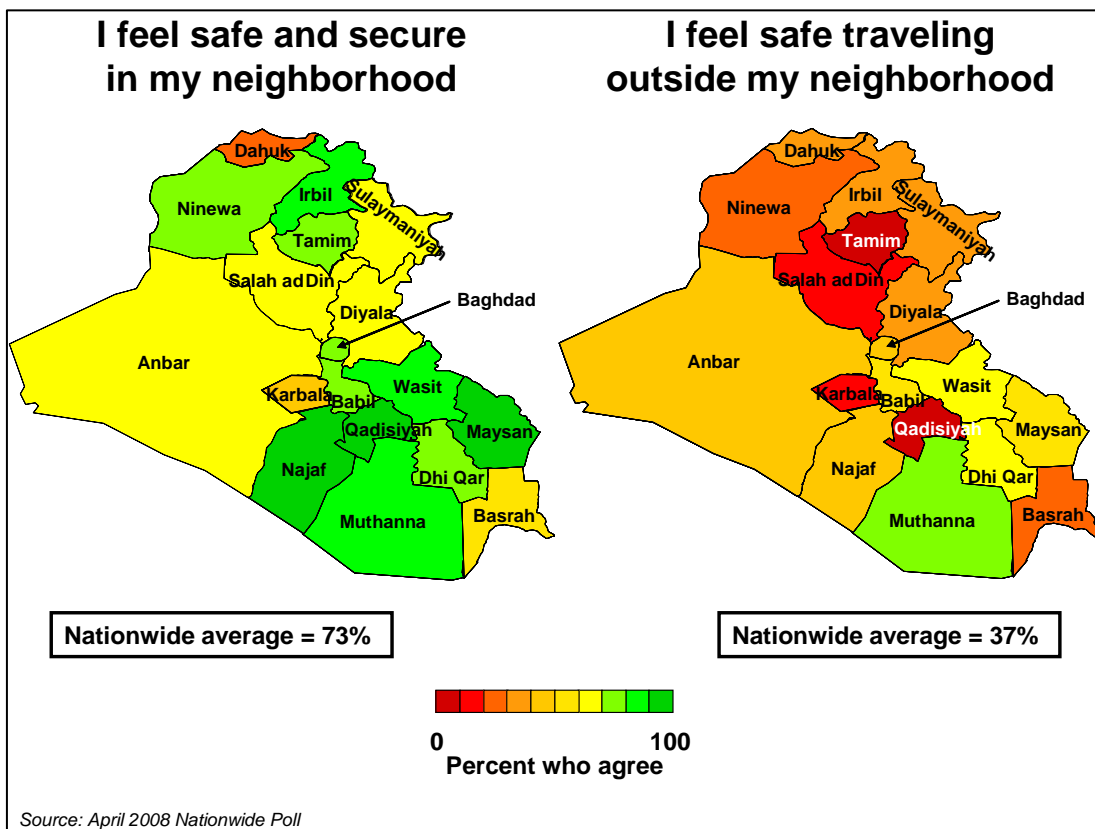 I feel safe and secure
in my neighborhood
Dahuk
Irbil
Sulaymaniyah
Ninewa
Tamim
Salah ad Din
Diyala
Baghdad
Anbar
Wasit
Karbala
Babil
Qadisiyah
Maysan
Najaf
Dhi Qar
Muthanna
Basrah
Nationwide average = 73%
I feel safe traveling
outside my neighborhood
Dahuk
Irbil
Sulaymaniyah
Ninewa
Tamim
Salah ad Din
Diyala
Baghdad
Anbar
Wasit
Karbala
Babil
Qadisiyah
Maysan
Najaf
Dhi Qar
Muthanna
Basrah
Nationwide average = 37%
0 100
Percent who agree
Source: April 2008 Nationwide Poll